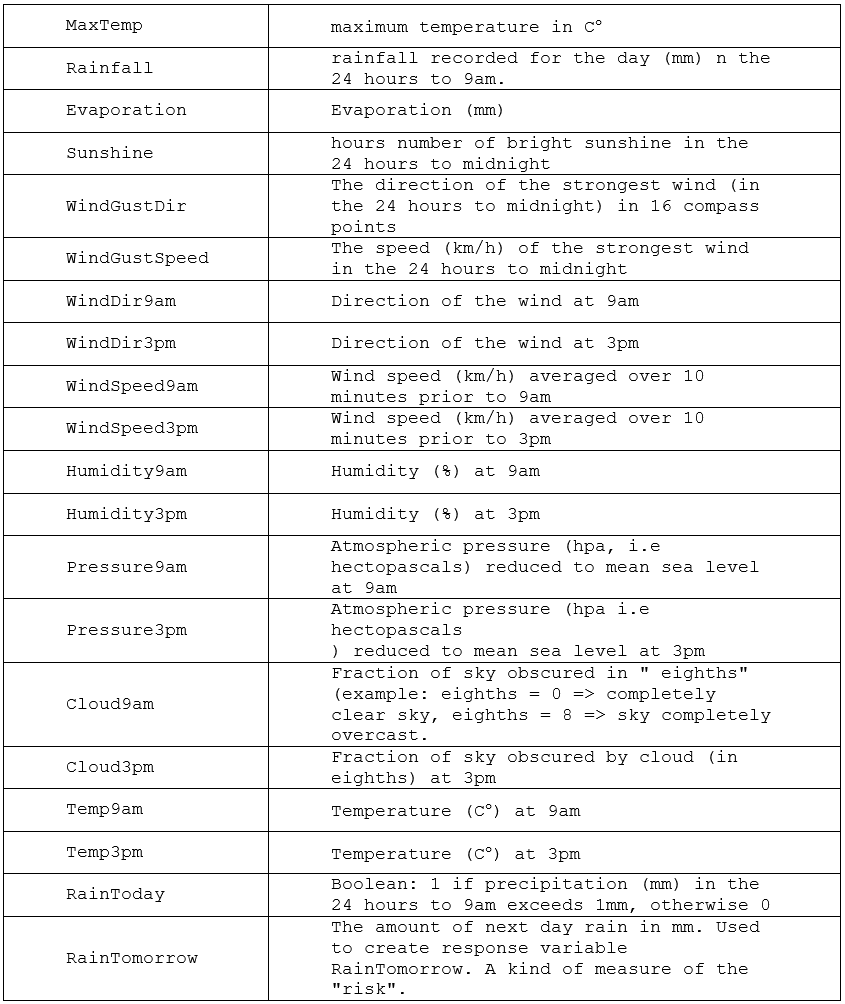 MaxTemp
maximum temperature in C°
Rainfall
rainfall recorded for the day (mm) n the
24 hours to 9am.
Evaporation
Evaporation (mm)
Sunshine
hours number of bright sunshine in the
24 hours to midnight
WindGustDir
The direction of the strongest wind (in
the 24 hours to midnight) in 16 compass
points
WindGustSpeed
The speed (km/h) of the strongest wind
in the 24 hours to midnight
WindDir9am
Direction of the wind at 9am
WindDir3pm
Direction of the wind at 3pm
WindSpeed9am
Wind speed (km/h) averaged over 10
minutes prior to 9am
WindSpeed3pm
Wind speed (km/h) averaged over 10
minutes prior to 3pm
Humidity9am
Humidity (%) at 9am
Humidity3pm
Humidity (%) at 3pm
Pressure9am
Atmospheric pressure (hpa, i.e
hectopascals) reduced to mean sea level
at 9am
Pressure3pm
Atmospheric pressure (hpa i.e
hectopascals
) reduced to mean sea level at 3pm
Cloud9am
Fraction of sky obscured in " eighths"
(example: eighths = 0 => completely
clear sky, eighths = 8 => sky completely
overcast.
Cloud3pm
Fraction of sky obscured by cloud (in
eighths) at 3pm
Temp9am
Temperature (C°) at 9am
Temp3pm
Temperature (C°) at 3pm
RainToday
Boolean: 1 if precipitation (mm) in the
24 hours to 9am exceeds 1mm, otherwise 0
RainTomorrow
The amount of next day rain in mm. Used
to create response variable
RainTomorrow. A kind of measure of the
"risk".